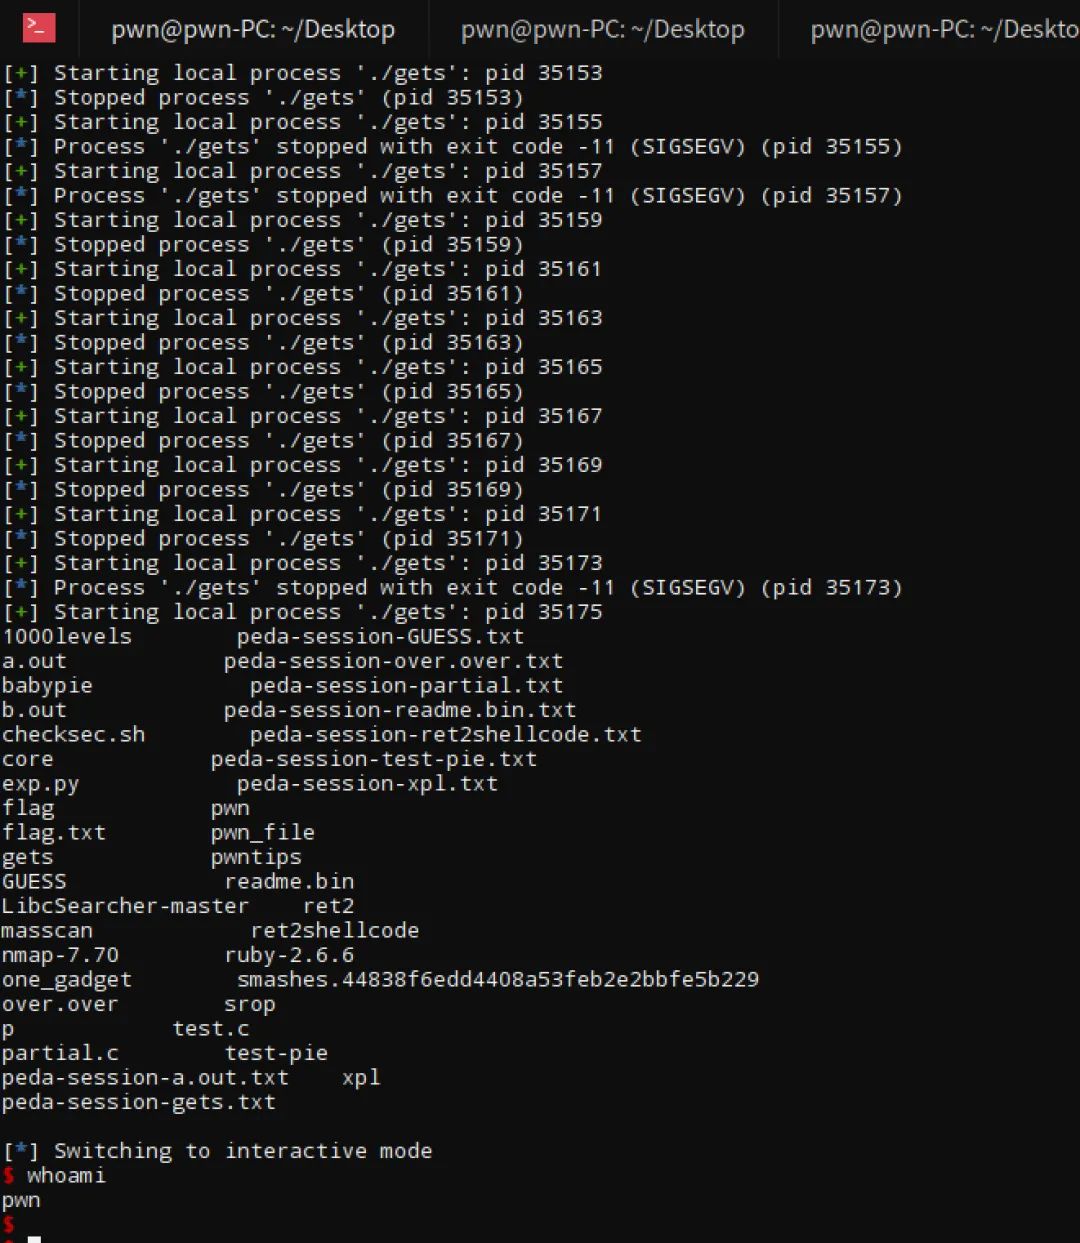 >_ pwn@pwn-PC: ~/Desktop pwn@pwn-PC: ~/Desktop pwn@pwn-PC: ~/Deskto
[+] Starting local process './gets': pid 35153
[*] Stopped process './gets' (pid 35153)
[+] Starting local process './gets': pid 35155
[*] Process './gets' stopped with exit code -11 (SIGSEGV) (pid 35155)
[+] Starting local process './gets': pid 35157
[*] Process './gets' stopped with exit code -11 (SIGSEGV) (pid 35157)
[+] Starting local process './gets': pid 35159
[*] Stopped process './gets' (pid 35159)
[+] Starting local process './gets': pid 35161
[*] Stopped process './gets' (pid 35161)
[+] Starting local process './gets': pid 35163
[*] Stopped process './gets' (pid 35163)
[+] Starting local process './gets': pid 35165
[*] Stopped process './gets' (pid 35165)
[+] Starting local process './gets': pid 35167
[*] Stopped process './gets' (pid 35167)
[+] Starting local process './gets': pid 35169
[*] Stopped process './gets' (pid 35169)
[+] Starting local process './gets': pid 35171
[*] Stopped process './gets' (pid 35171)
[+] Starting local process './gets': pid 35173
[*] Process './gets' stopped with exit code -11 (SIGSEGV) (pid 35173)
[+] Starting local process './gets': pid 35175
1000levels peda-session-GUESS.txt
a.out peda-session-over.over.txt
babypie peda-session-partial.txt
b.out peda-session-readme.bin.txt
checksec.sh peda-session-ret2shellcode.txt
core peda-session-test-pie.txt
exp.py peda-session-xpl.txt
flag pwn
flag.txt pwn_file
gets pwntips
GUESS readme.bin
LibcSearcher-master ret2
masscan ret2shellcode
nmap-7.70 ruby-2.6.6
one_gadget smashes.44838f6edd4408a53feb2e2bbfe5b229
over.over srop
p test.c
partial.c test-pie
peda-session-a.out.txt xpl
peda-session-gets.txt
[*] Switching to interactive mode
$ whoami
pwn
$